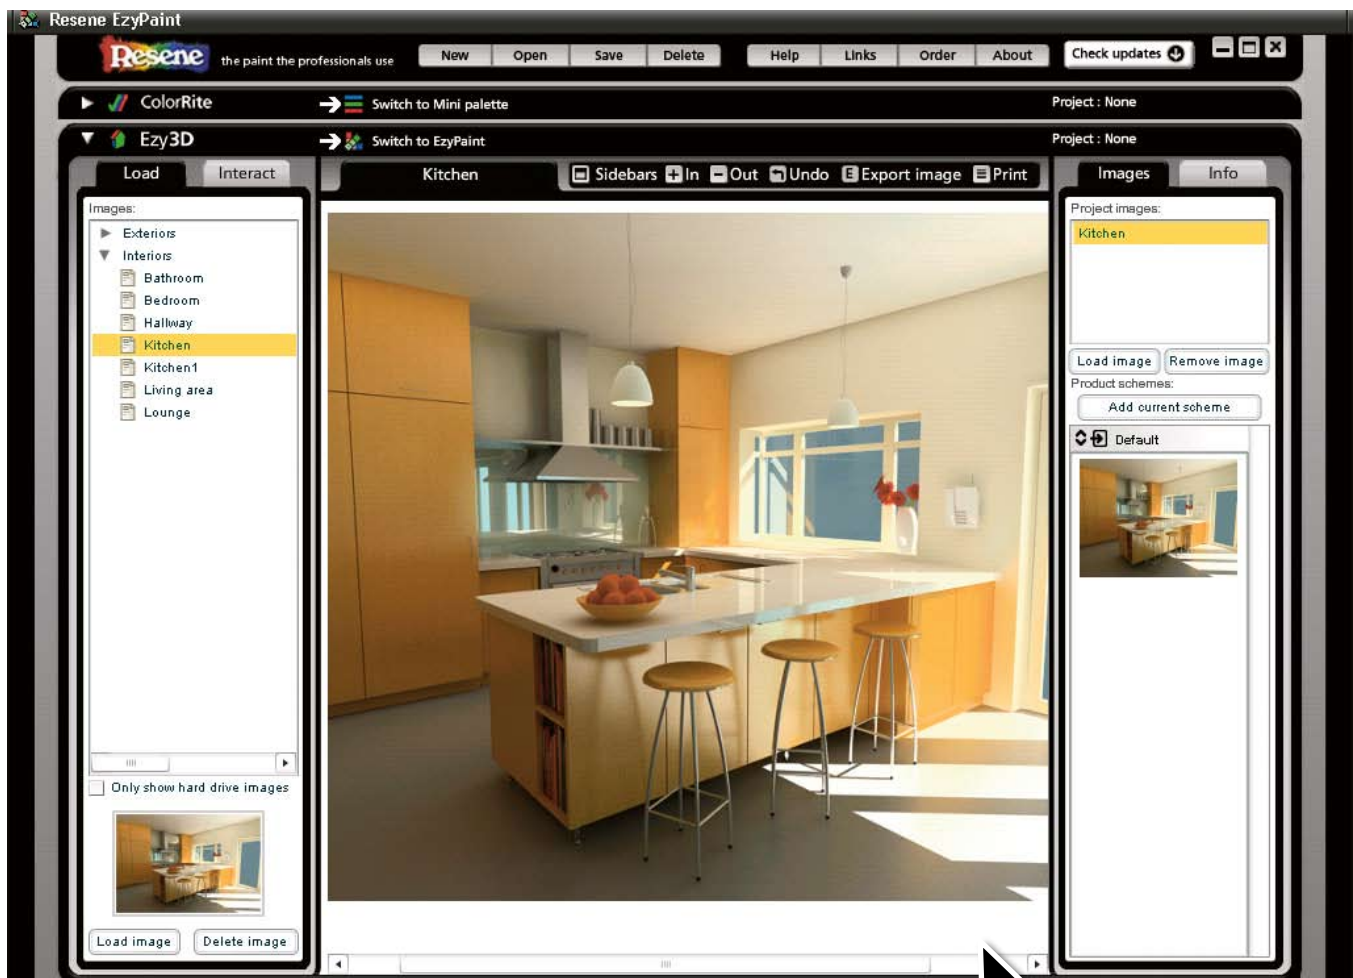 Resene EzyPaint
Resene the paint the professionals use New Open Save Delete Help Links Order About Check updates
ColorRite Switch to Mini palette Project : None
Ezy3D Switch to EzyPaint Project : None
Load Interact Kitchen Sidebars In Out Undo E Export image Print Images Info
Images:
Exteriors
Interiors
Bathroom
Bedroom
Hallway
Kitchen
Kitchen1
Living area
Lounge
Only show hard drive images
Load image Delete image
Project images:
Kitchen
Load image Remove image
Product schemes:
Add current scheme
Default